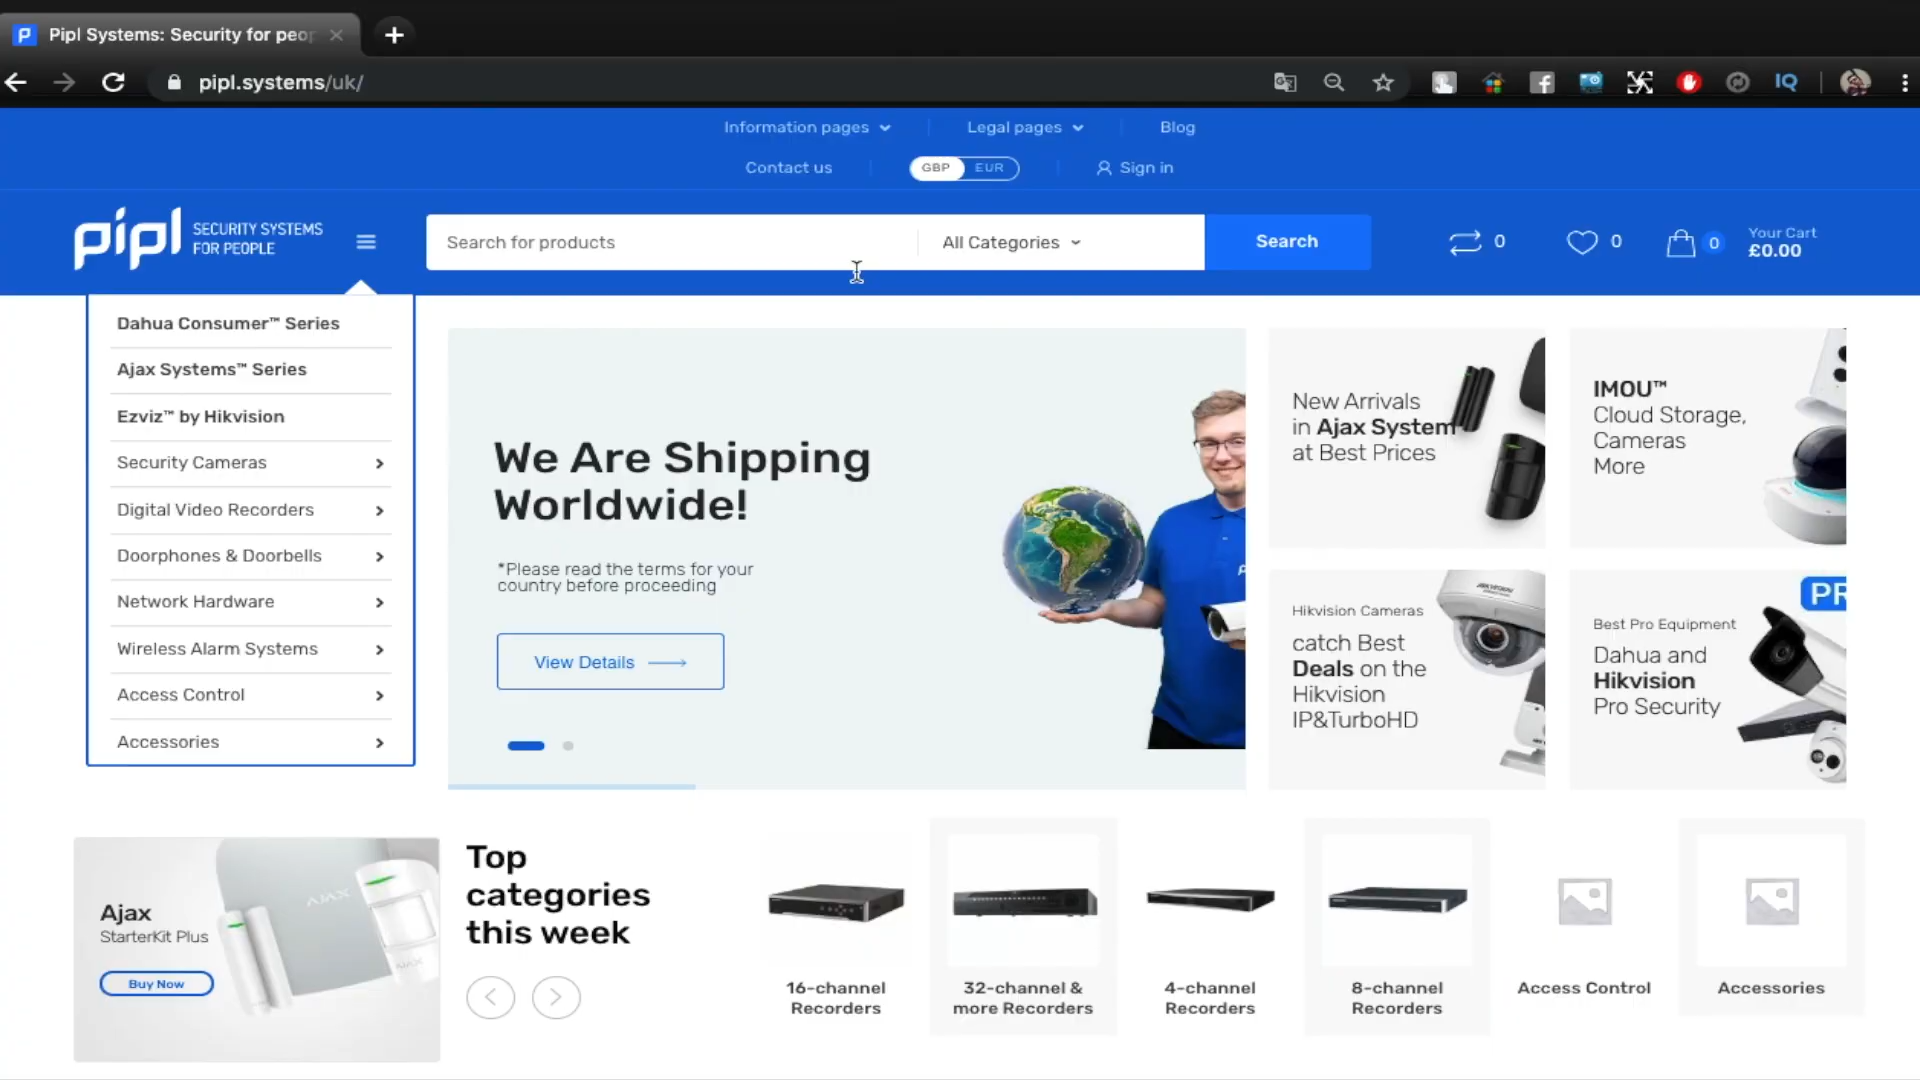 Pipl Systems: Security for peop
pipl.systems/uk/
IQ
Information pages
Legal pages
Blog
Contact us
GBP
EUR
Sign in
pipl
SECURITY SYSTEMS
FOR PEOPLE
Search for products
All Categories
Search
0
0
0
Your Cart
£0.00
Dahua Consumer™ Series
Ajax Systems™ Series
Ezviz™ by Hikvision
Security Cameras
Digital Video Recorders
Doorphones & Doorbells
Network Hardware
Wireless Alarm Systems
Access Control
Accessories
We Are Shipping
Worldwide!
*Please read the terms for your
country before proceeding
View Details
New Arrivals
in Ajax System
at Best Prices
IMOU™
Cloud Storage,
Cameras
More
Hikvision Cameras
catch Best
Deals on the
Hikvision
IP&TurboHD
HIKVISION
PR
Best Pro Equipment
Dahua and
Hikvision
Pro Security
Ajax
StarterKit Plus
Buy Now
AJAX
AJAX
Top
categories
this week
16-channel
Recorders
32-channel &
more Recorders
4-channel
Recorders
8-channel
Recorders
Access Control
Accessories